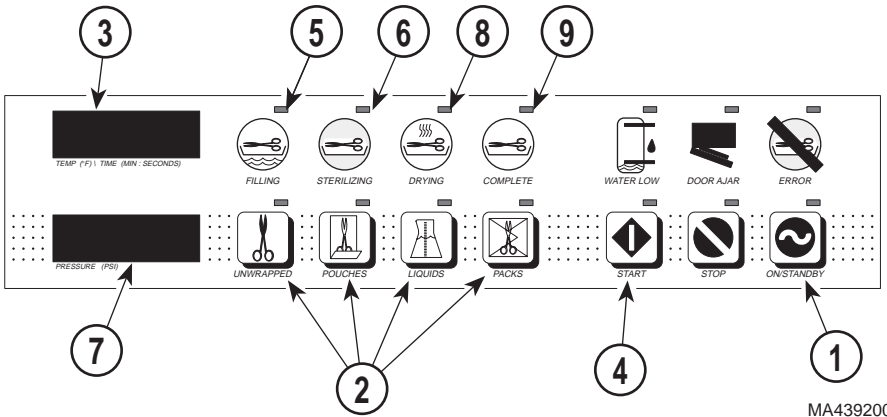 3 5 6 8 9
TEMP (°F) \ TIME (MIN : SECONDS)
FILLING STERILIZING DRYING COMPLETE WATER LOW DOOR AJAR ERROR
PRESSURE (PSI)
UNWRAPPED POUCHES LIQUIDS PACKS START STOP ON/STANDBY
7 2 4 1
MA439200